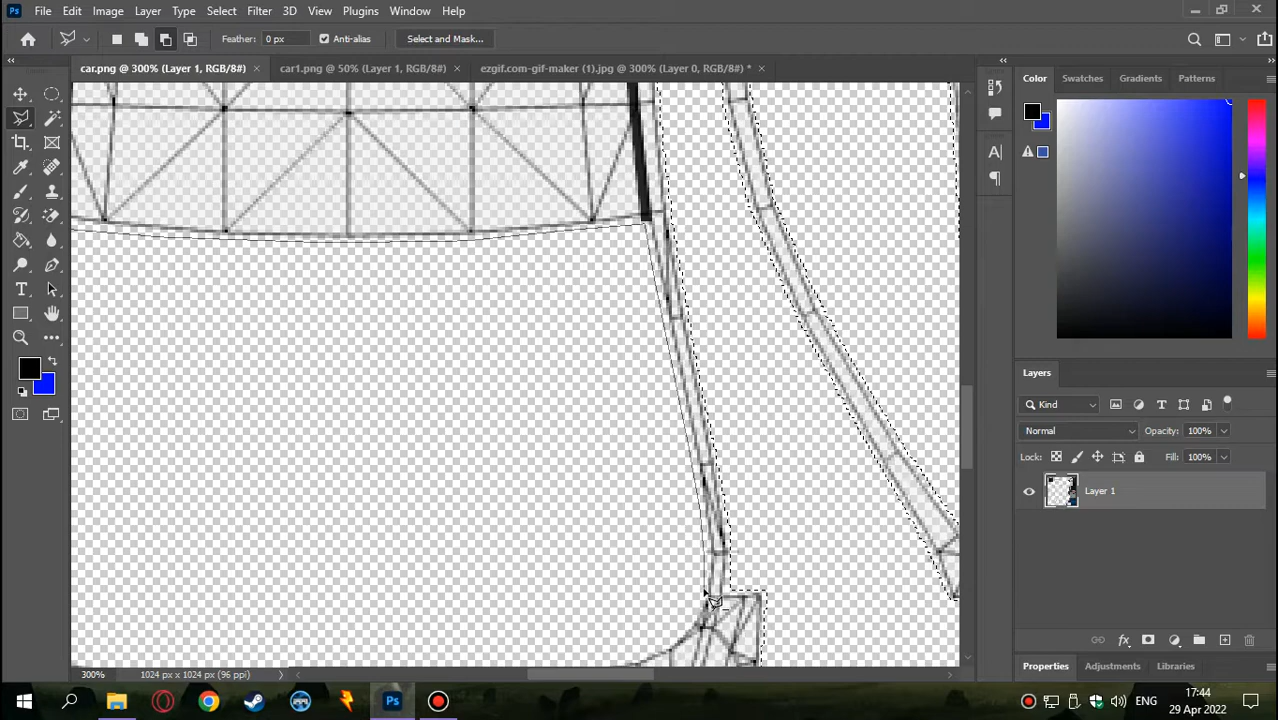 Ps File Edit Image Layer Type Select Filter 3D View Plugins Window Help
Feather: 0 px Anti-alias Select and Mask...
car.png @ 300% (Layer 1, RGB/8#) × car1.png @ 50% (Layer 1, RGB/8#) × ezgif.com-gif-maker (1).jpg @ 300% (Layer 0, RGB/8#) * ×
Color Swatches Gradients Patterns
Layers
Kind
Normal Opacity: 100%
Lock: Fill: 100%
Layer 1
fx
300% 1024 px x 1024 px (96 ppi)
Properties Adjustments Libraries
Ps ENG 17:44
29 Apr 2022